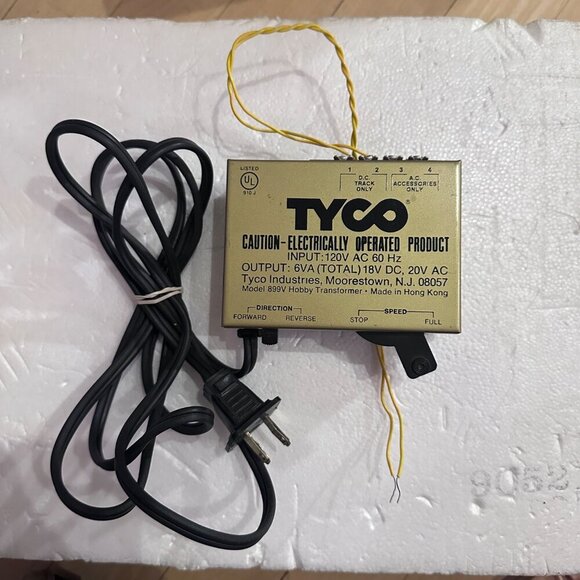 LISTED
UL
910 J
1 2 3 4
D.C. TRACK ONLY
A.C. ACCESSORIES ONLY
TYCO®
CAUTION-ELECTRICALLY OPERATED PRODUCT
INPUT: 120V AC 60 Hz
OUTPUT: 6VA (TOTAL) 18V DC, 20V AC
Tyco Industries, Moorestown, N.J. 08057
Model 899V Hobby Transformer • Made in Hong Kong
DIRECTION
FORWARD REVERSE
SPEED
STOP FULL